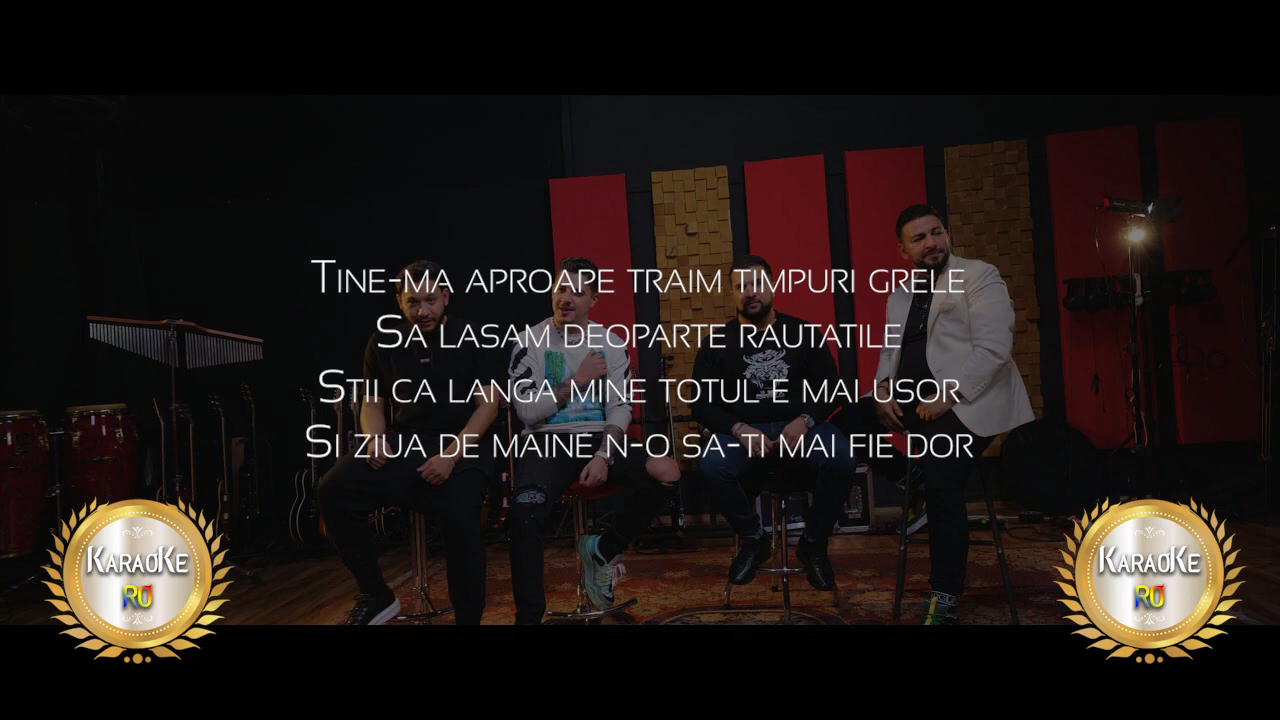 Tine-ma aproape traim timpuri grele
Sa lasam deoparte rautatile
Stii ca langa mine totul e mai usor
Si ziua de maine n-o sa-ti mai fie dor
KaraoKe
RO
KaraoKe
RO